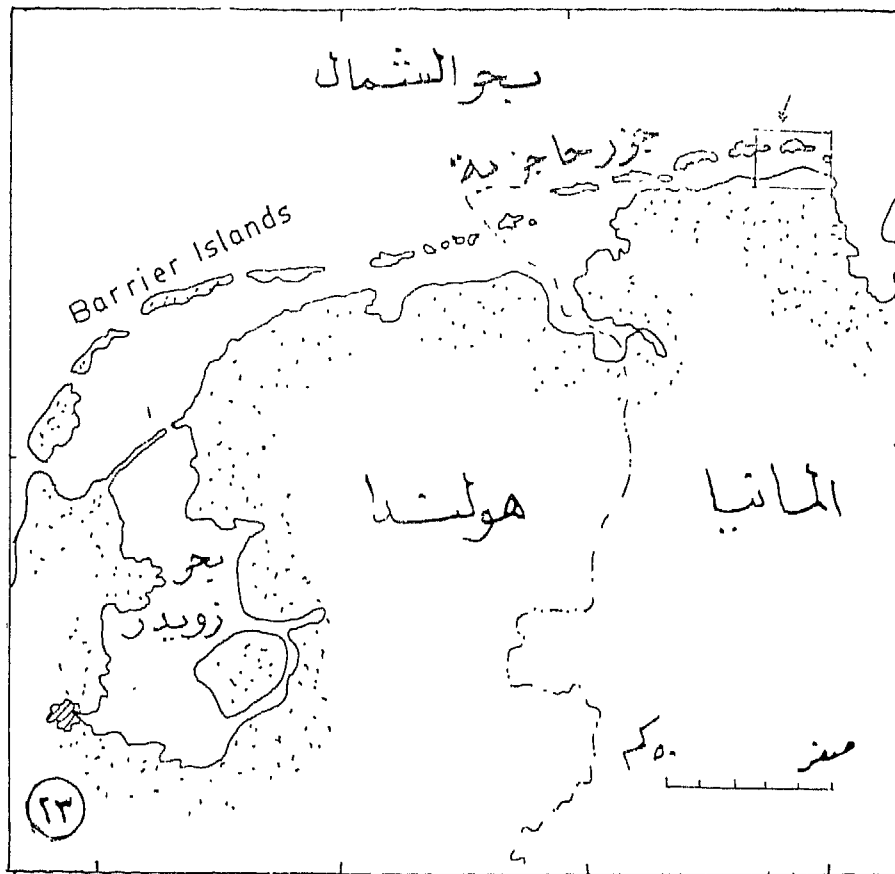 بحر الشمال
جزر حاجزية
Barrier Islands
هولندا
المانيا
بحر
زويدر
صفر
٥٠ كم
٢٣